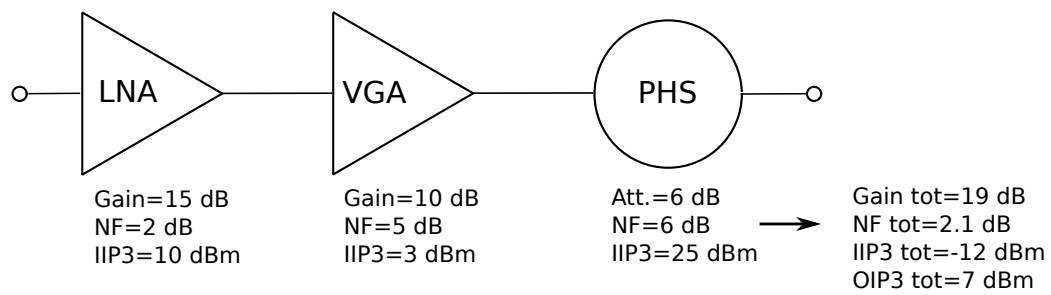 LNA
VGA
PHS
Gain=15 dB
NF=2 dB
IIP3=10 dBm
Gain=10 dB
NF=5 dB
IIP3=3 dBm
Att.=6 dB
NF=6 dB
IIP3=25 dBm
Gain tot=19 dB
NF tot=2.1 dB
IIP3 tot=-12 dBm
OIP3 tot=7 dBm